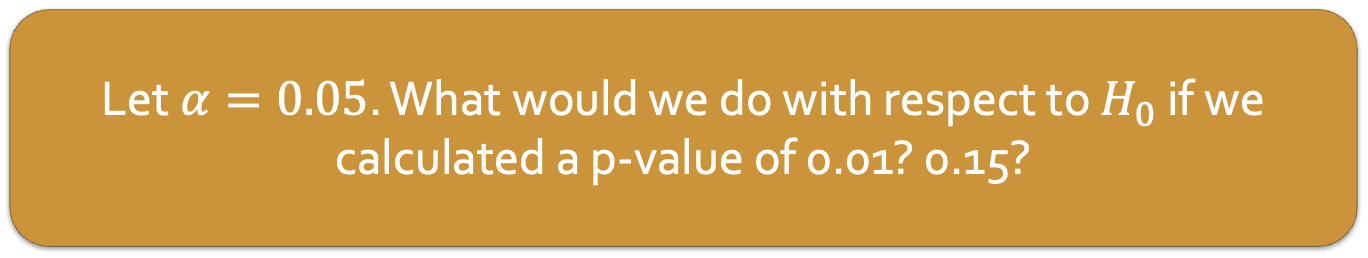 Let α = 0.05. What would we do with respect to H₀ if we
calculated a p-value of 0.01? 0.15?